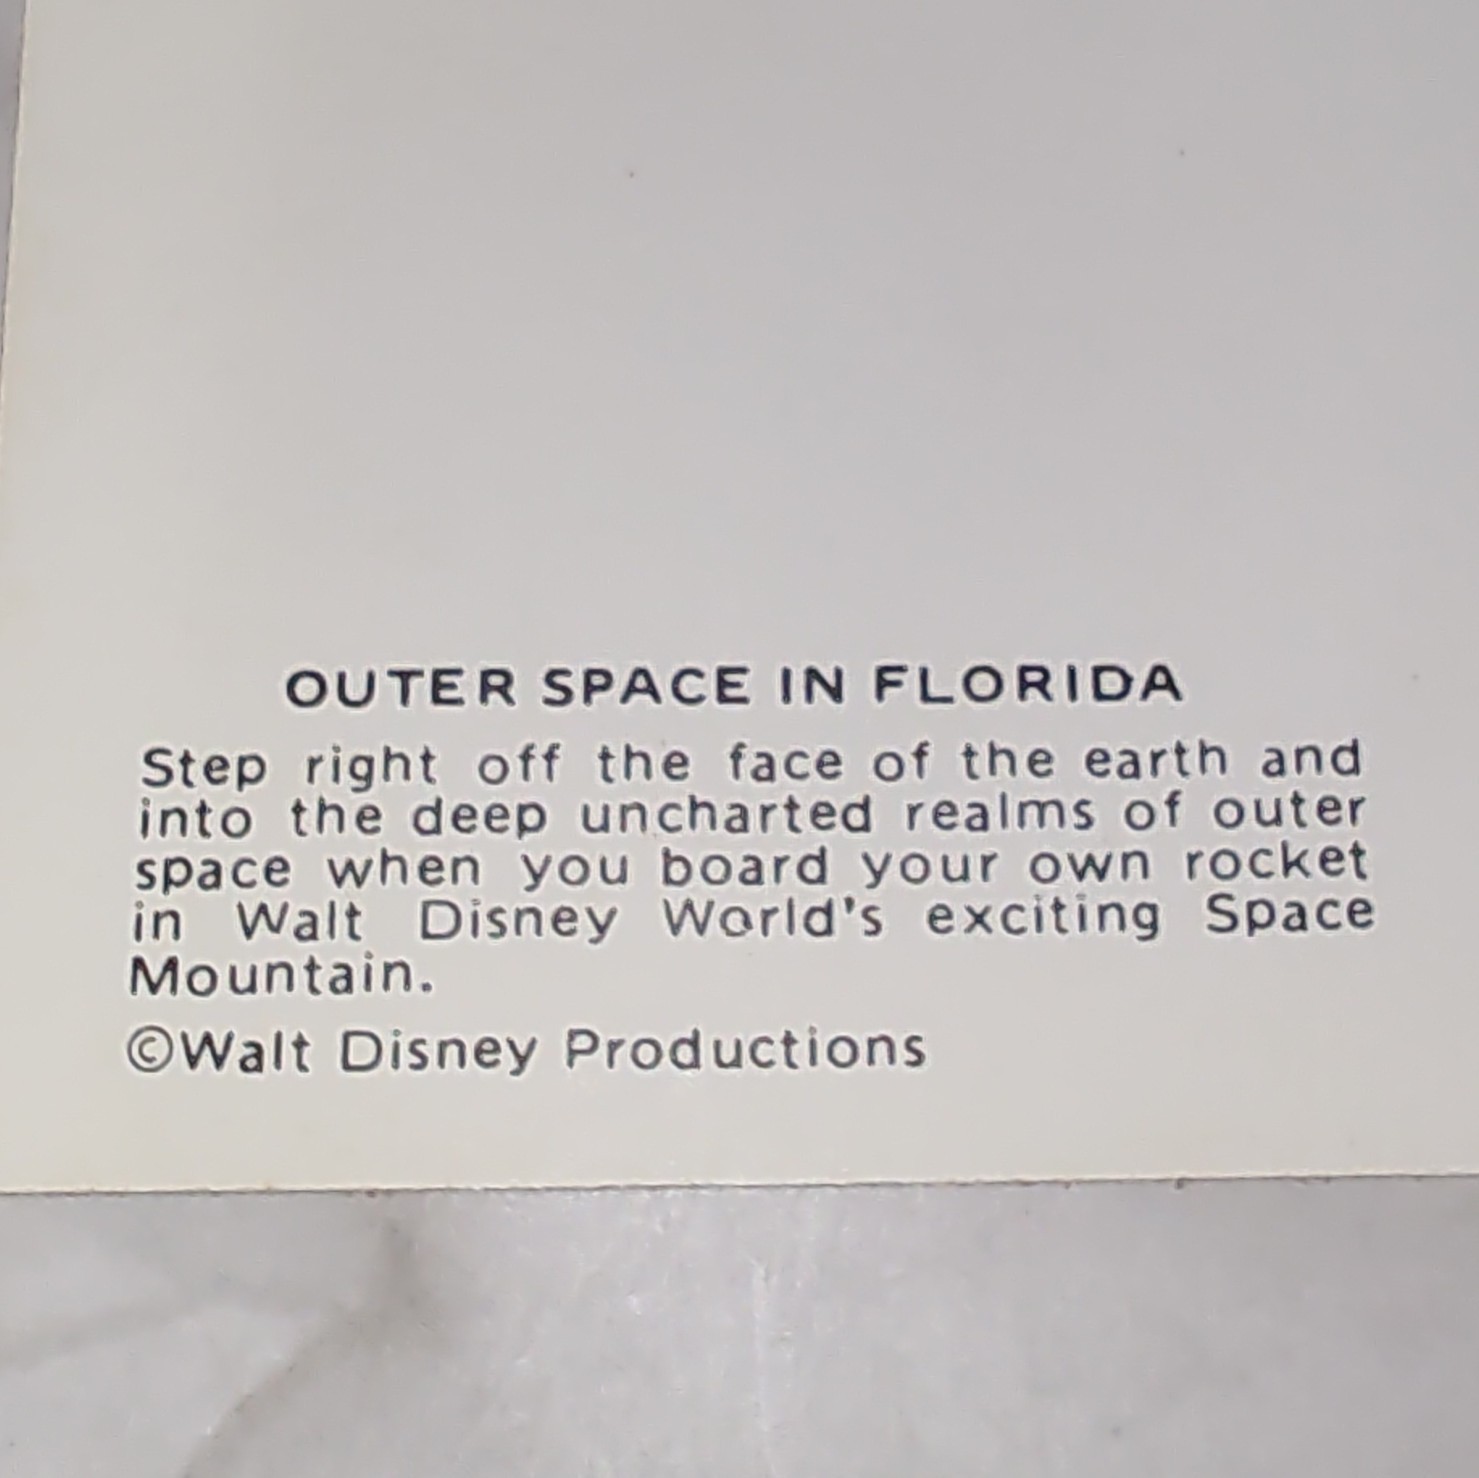 OUTER SPACE IN FLORIDA
Step right off the face of the earth and
into the deep uncharted realms of outer
space when you board your own rocket
in Walt Disney World's exciting Space
Mountain.
©Walt Disney Productions